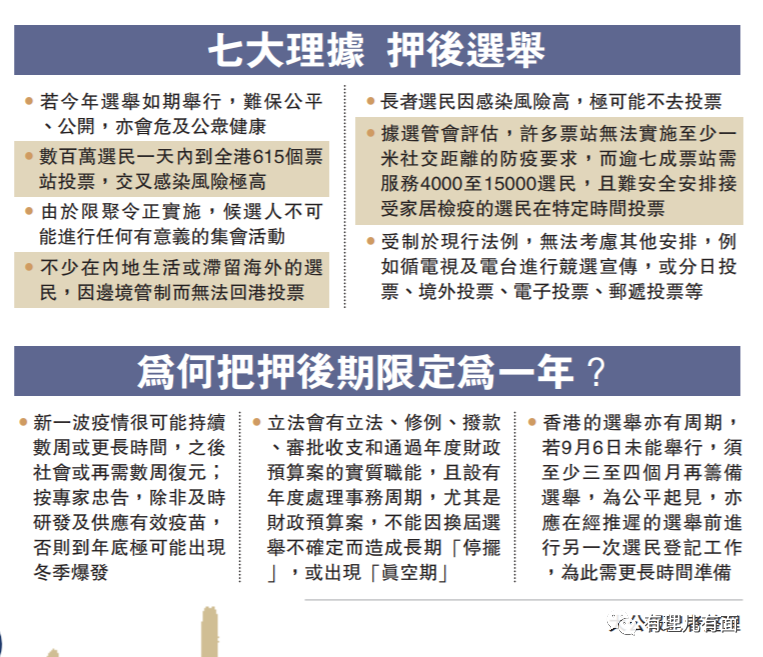 七大理據 押後選舉
● 若今年選舉如期舉行，難保公平
、公開，亦會危及公衆健康
● 數百萬選民一天內到全港615個票
站投票，交叉感染風險極高
● 由於限聚令正實施，候選人不可
能進行任何有意義的集會活動
● 不少在內地生活或滯留海外的選
民，因邊境管制而無法回港投票
● 長者選民因感染風險高，極可能不去投票
● 據選管會評估，許多票站無法實施至少一
米社交距離的防疫要求，而逾七成票站需
服務4000至15000選民，且難安全安排接
受家居檢疫的選民在特定時間投票
● 受制於現行法例，無法考慮其他安排，例
如循電視及電台進行競選宣傳，或分日投
票、境外投票、電子投票、郵遞投票等
爲何把押後期限定爲一年？
● 新一波疫情很可能持續
數周或更長時間，之後
社會或再需數周復元；
按專家忠告，除非及時
研發及供應有效疫苗，
否則到年底極可能出現
冬季爆發
● 立法會有立法、修例、撥款
、審批收支和通過年度財政
預算案的實質職能，且設有
年度處理事務周期，尤其是
財政預算案，不能因換屆選
舉不確定而造成長期「停擺
」，或出現「眞空期」
● 香港的選舉亦有周期，
若9月6日未能舉行，須
至少三至四個月再籌備
選舉，為公平起見，亦
應在經推遲的選舉前進
行另一次選民登記工作
，為此需更長時間準備
有理儿有面